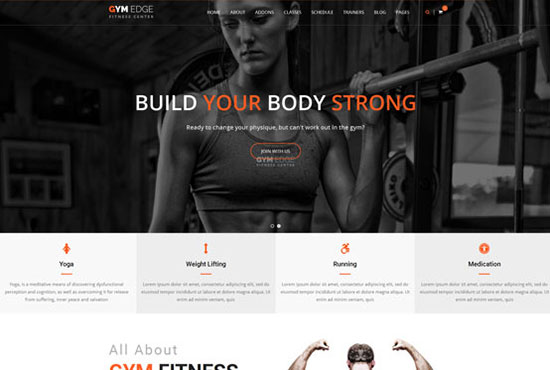 GYM EDGE
FITNESS CENTER
HOME ABOUT ADDONS CLASSES SCHEDULE TRAINERS BLOG PAGES
BUILD YOUR BODY STRONG
Ready to change your physique, but can't work out in the gym?
JOIN WITH US
GYM EDGE
FITNESS CENTER
Yoga
Yoga, is a meditative means of discovering dysfunctional
perception and cognition, as well as overcoming it for release
from suffering, inner peace and salvation
Weight Lifting
Lorem ipsum dolor sit amet, consectetur adipiscing elit, sed do
eiusmod tempor incididunt ut labore et dolore magna aliqua.
Ut enim ad minim veniam, quis
Running
Lorem ipsum dolor sit amet, consectetur adipiscing elit, sed do
eiusmod tempor incididunt ut labore et dolore magna aliqua.
Ut enim ad minim veniam, quis
Medication
Lorem ipsum dolor sit amet, consectetur adipiscing elit, sed do
eiusmod tempor incididunt ut labore et dolore magna aliqua.
Ut enim ad minim veniam, quis
All About
GYM FITNESS